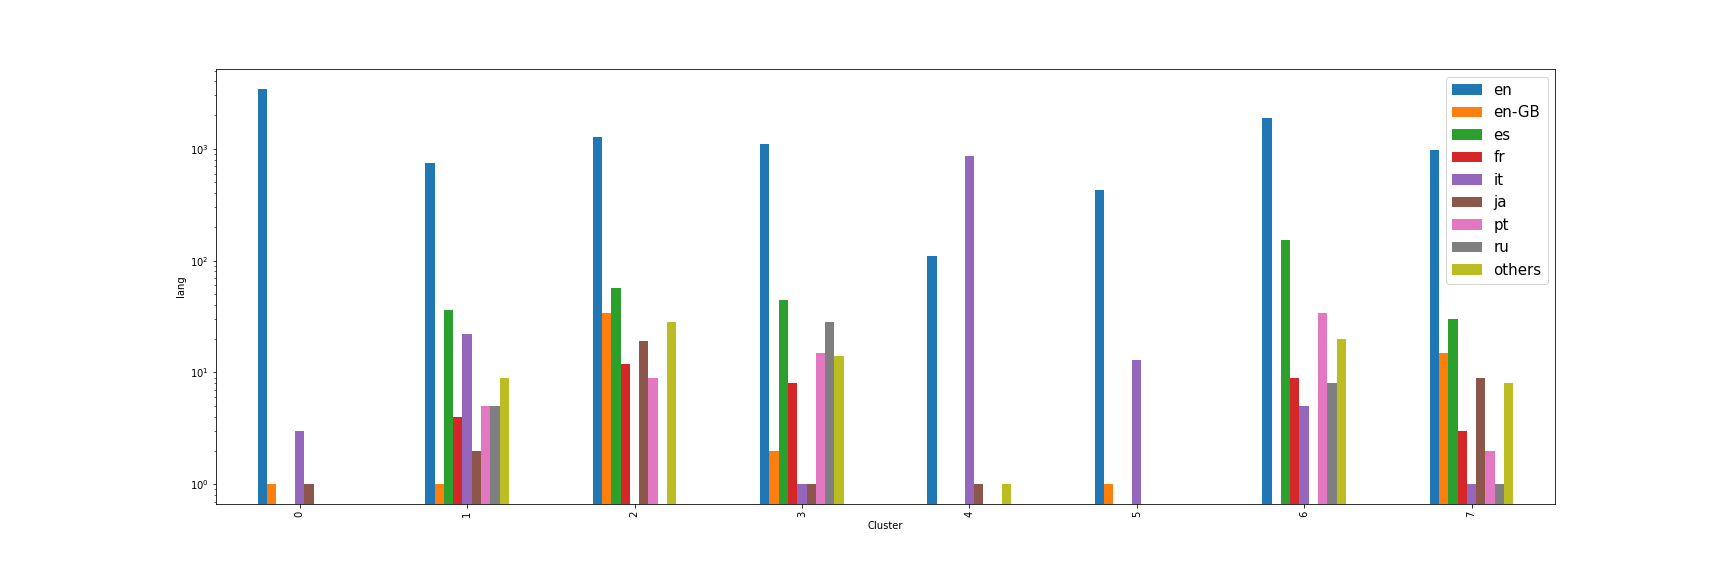 en
en-GB
es
fr
it
ja
pt
ru
others
10³
10²
10¹
10⁰
lang
0 1 2 3 4 5 6 7
Cluster